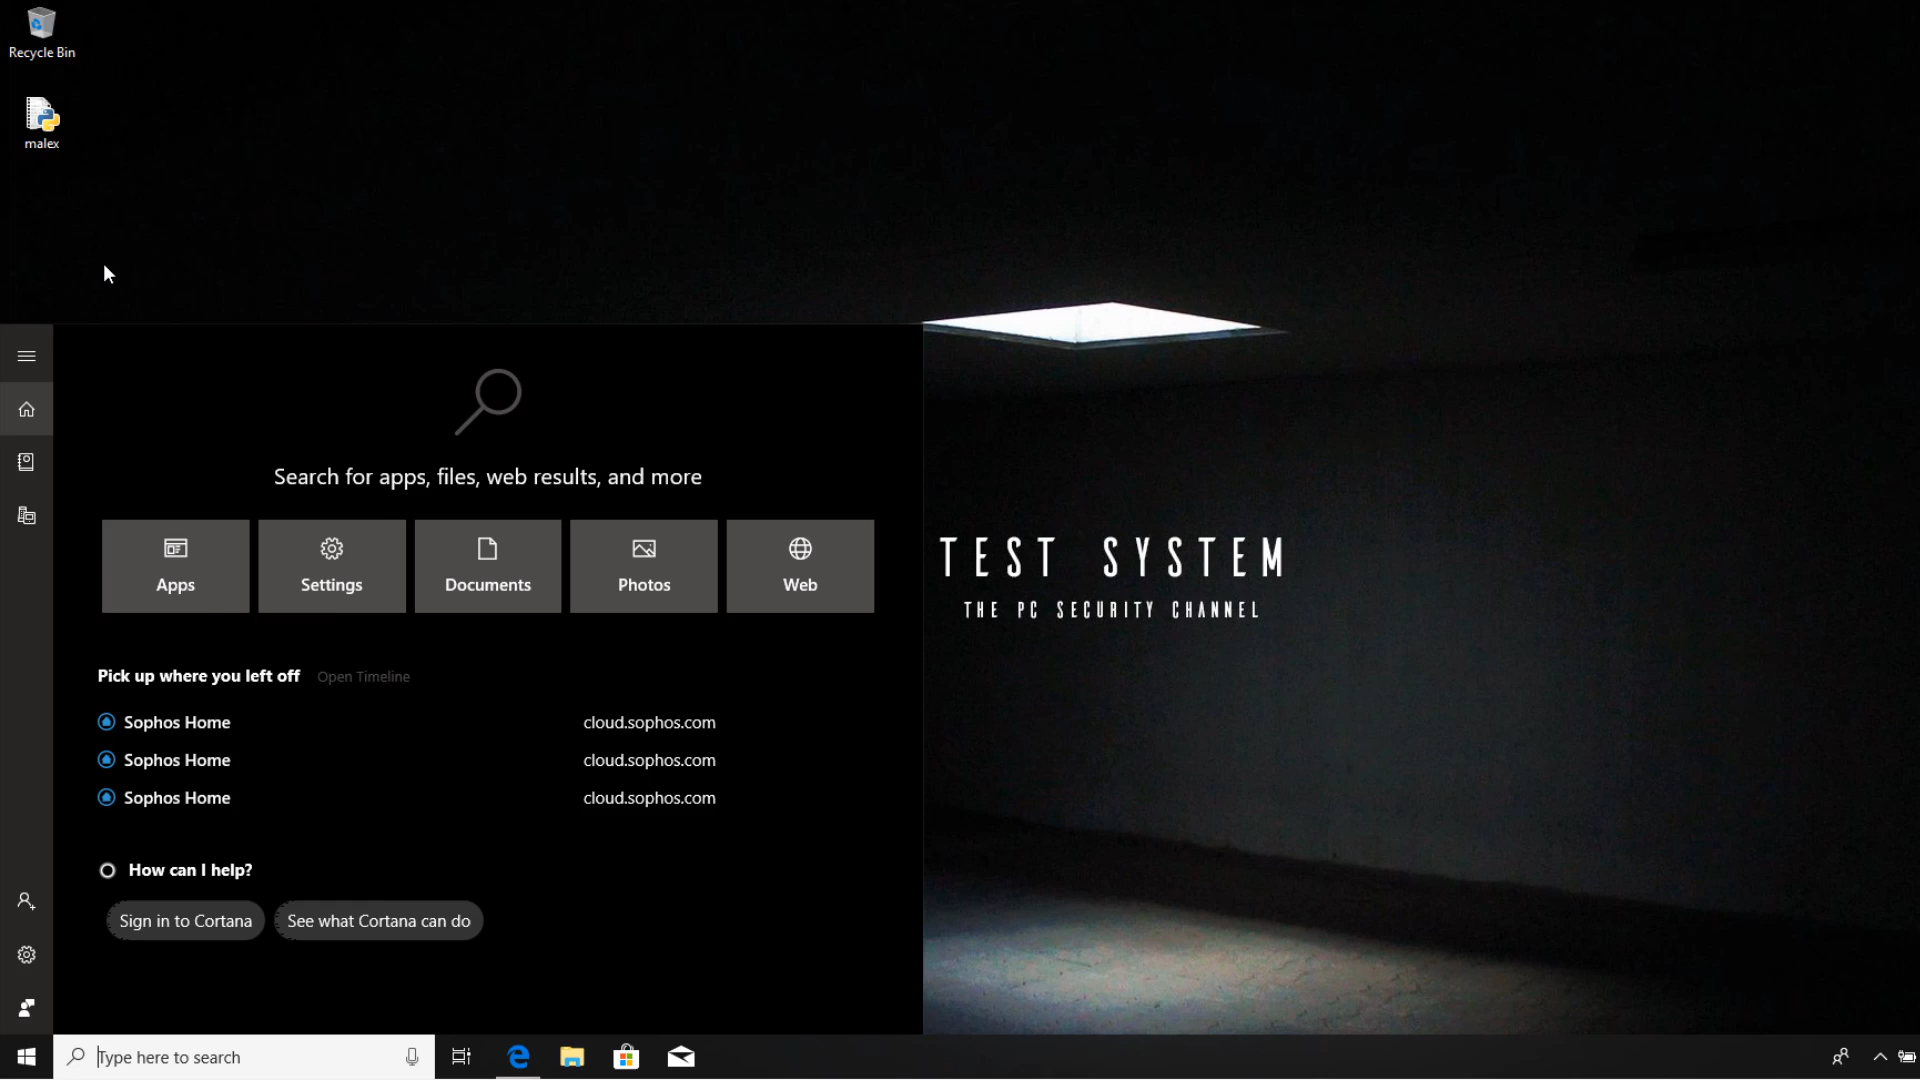 Recycle Bin
malex
Search for apps, files, web results, and more
Apps
Settings
Documents
Photos
Web
TEST SYSTEM
THE PC SECURITY CHANNEL
Pick up where you left off Open Timeline
Sophos Home cloud.sophos.com
Sophos Home cloud.sophos.com
Sophos Home cloud.sophos.com
How can I help?
Sign in to Cortana
See what Cortana can do
Type here to search